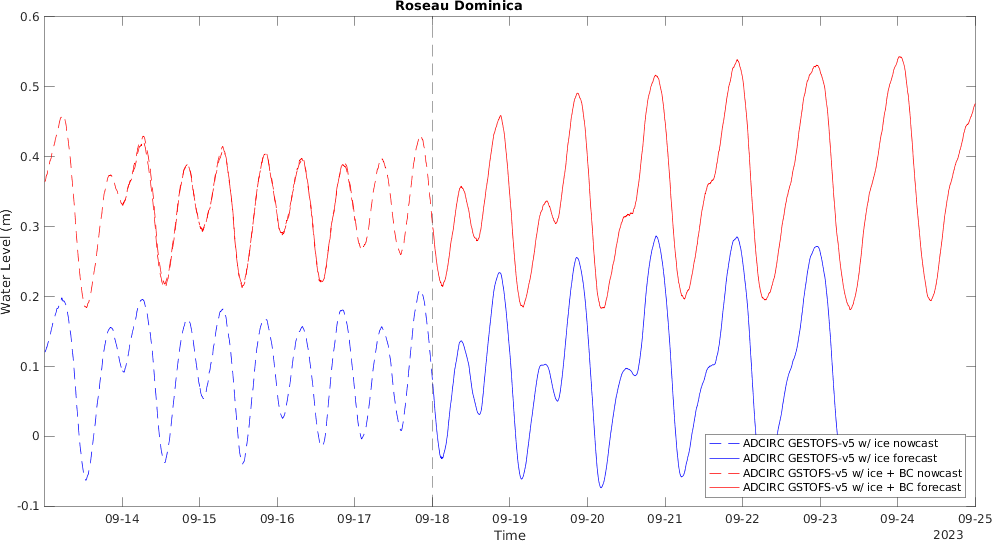 Roseau Dominica
0.6
0.5
0.4
0.3
0.2
0.1
0
-0.1
Water Level (m)
ADCIRC GESTOFS-v5 w/ ice nowcast
ADCIRC GESTOFS-v5 w/ ice forecast
ADCIRC GSTOFS-v5 w/ ice + BC nowcast
ADCIRC GSTOFS-v5 w/ ice + BC forecast
09-14 09-15 09-16 09-17 09-18 09-19 09-20 09-21 09-22 09-23 09-24 09-25
Time
2023